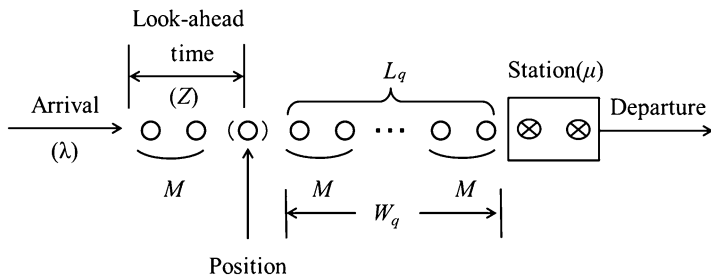 Look-ahead
time
(Z)
Arrival
(λ)
M
( )
Position
L_q
...
M
M
W_q
Station(μ)
Departure